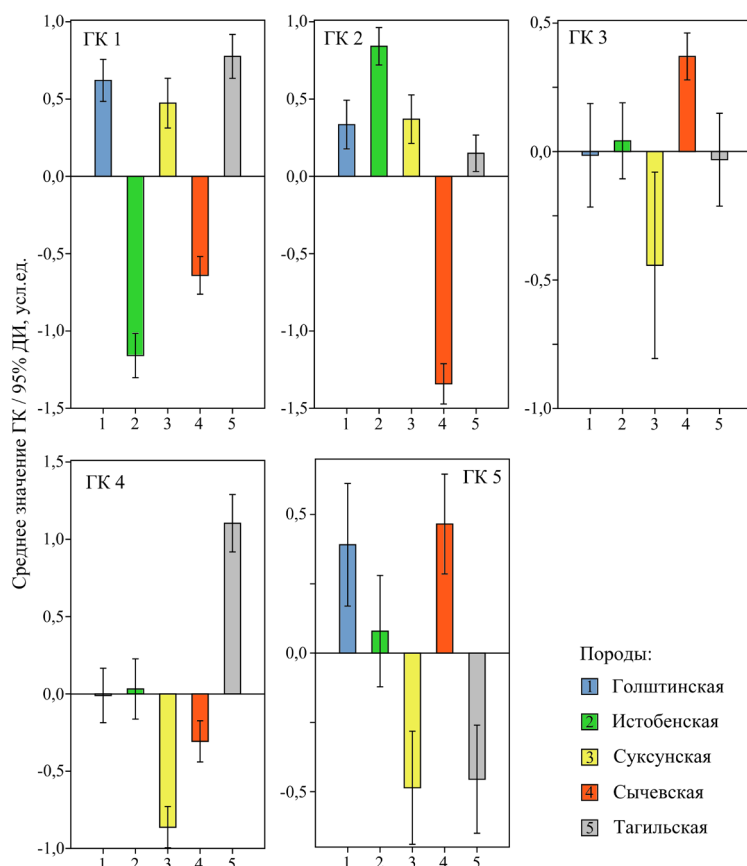 Среднее значение ГК / 95% ДИ, усл.ед.
ГК 1
1,0
0,5
0,0
-0,5
-1,0
-1,5
1 2 3 4 5
ГК 2
1,0
0,5
0,0
-0,5
-1,0
-1,5
1 2 3 4 5
ГК 3
0,5
0,0
-0,5
-1,0
1 2 3 4 5
ГК 4
1,5
1,0
0,5
0,0
-0,5
-1,0
1 2 3 4 5
ГК 5
0,5
0,0
-0,5
1 2 3 4 5
Породы:
1 Голштинская
2 Истобенская
3 Суксунская
4 Сычевская
5 Тагильская